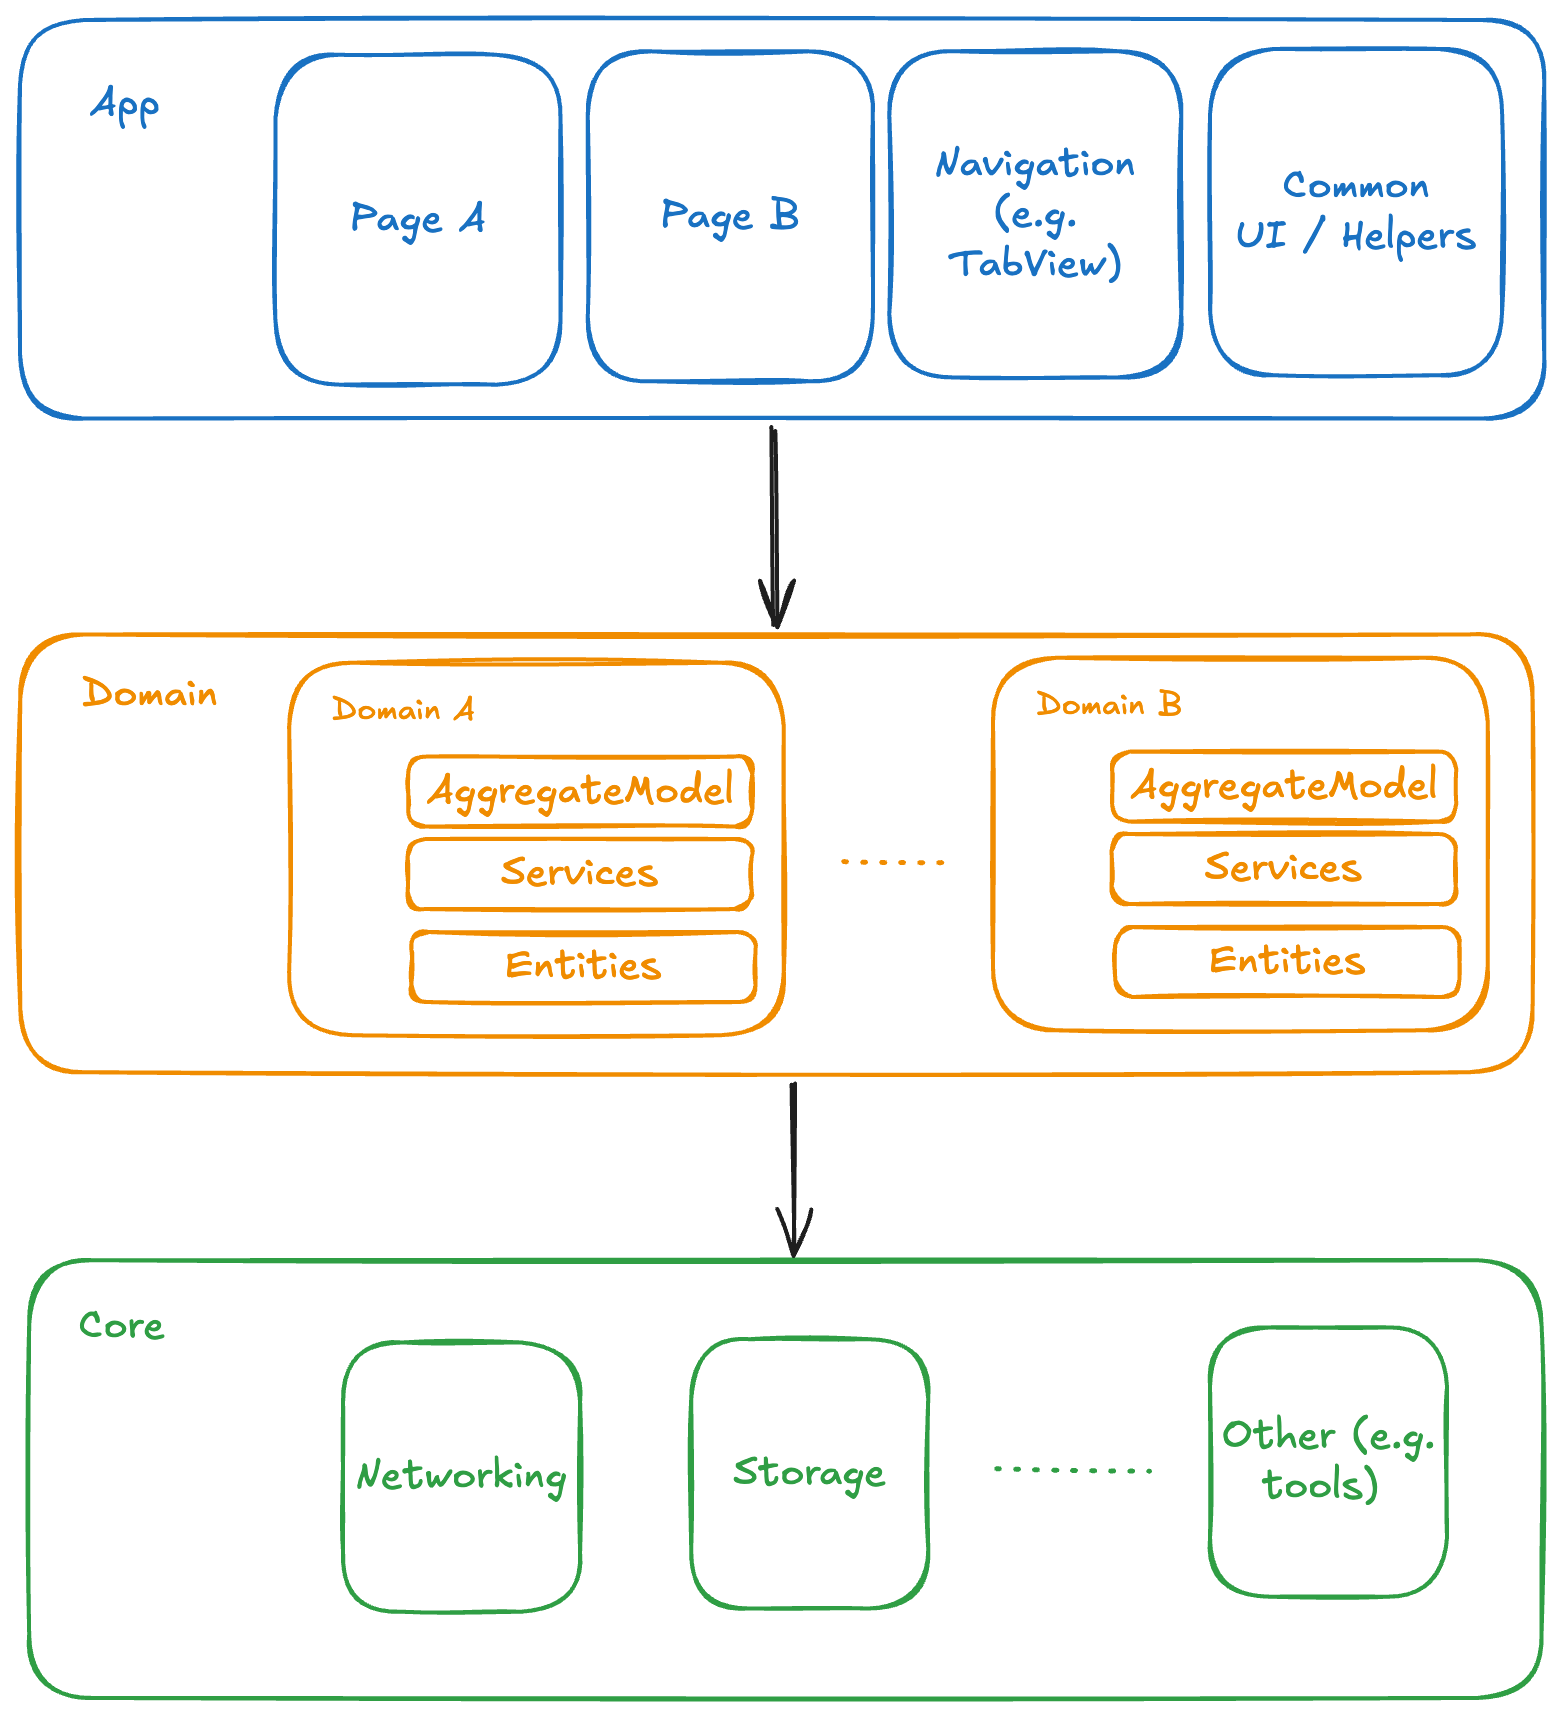 App
Page A
Page B
Navigation
(e.g.
TabView)
Common
UI / Helpers
Domain
Domain A
AggregateModel
Services
Entities
Domain B
AggregateModel
Services
Entities
Core
Networking
Storage
Other (e.g.
tools)